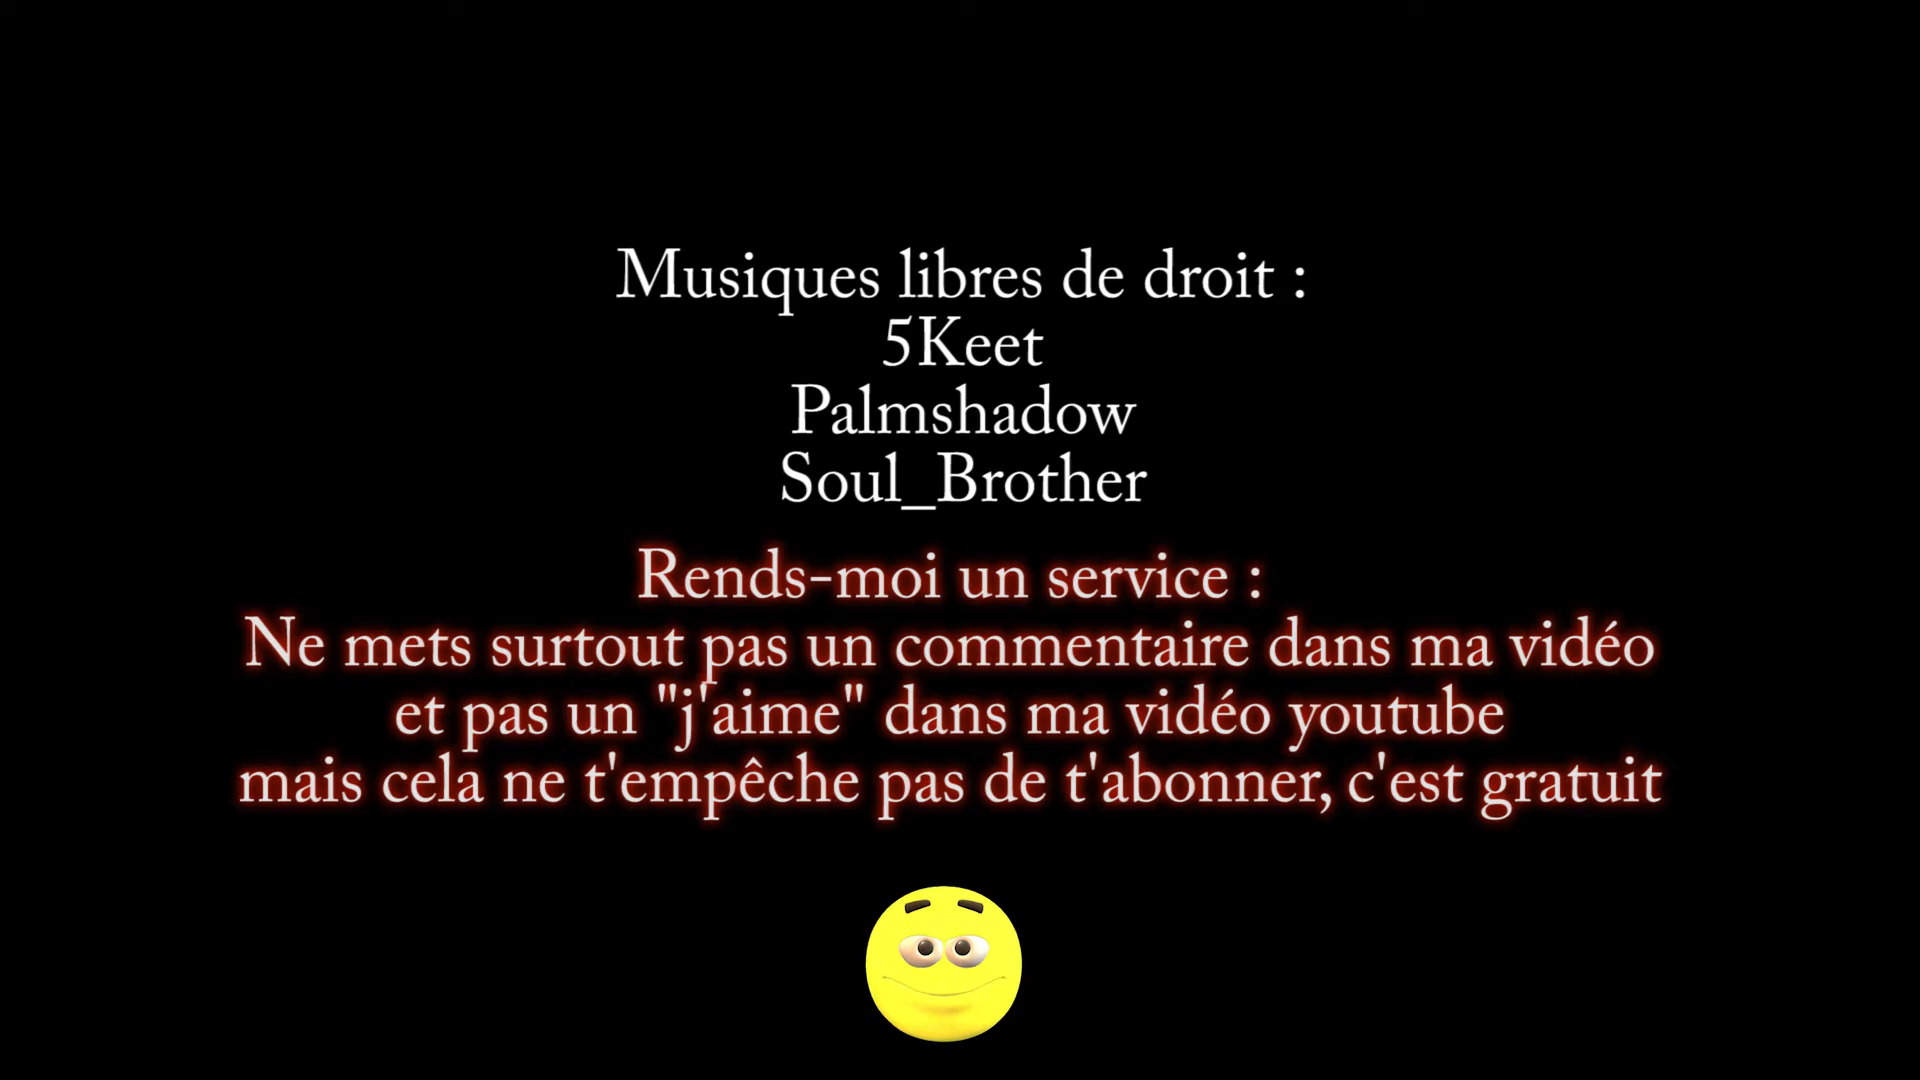 Musiques libres de droit :
5Keet
Palmshadow
Soul_Brother
Rends-moi un service :
Ne mets surtout pas un commentaire dans ma vidéo
et pas un "j'aime" dans ma vidéo youtube
mais cela ne t'empêche pas de t'abonner, c'est gratuit